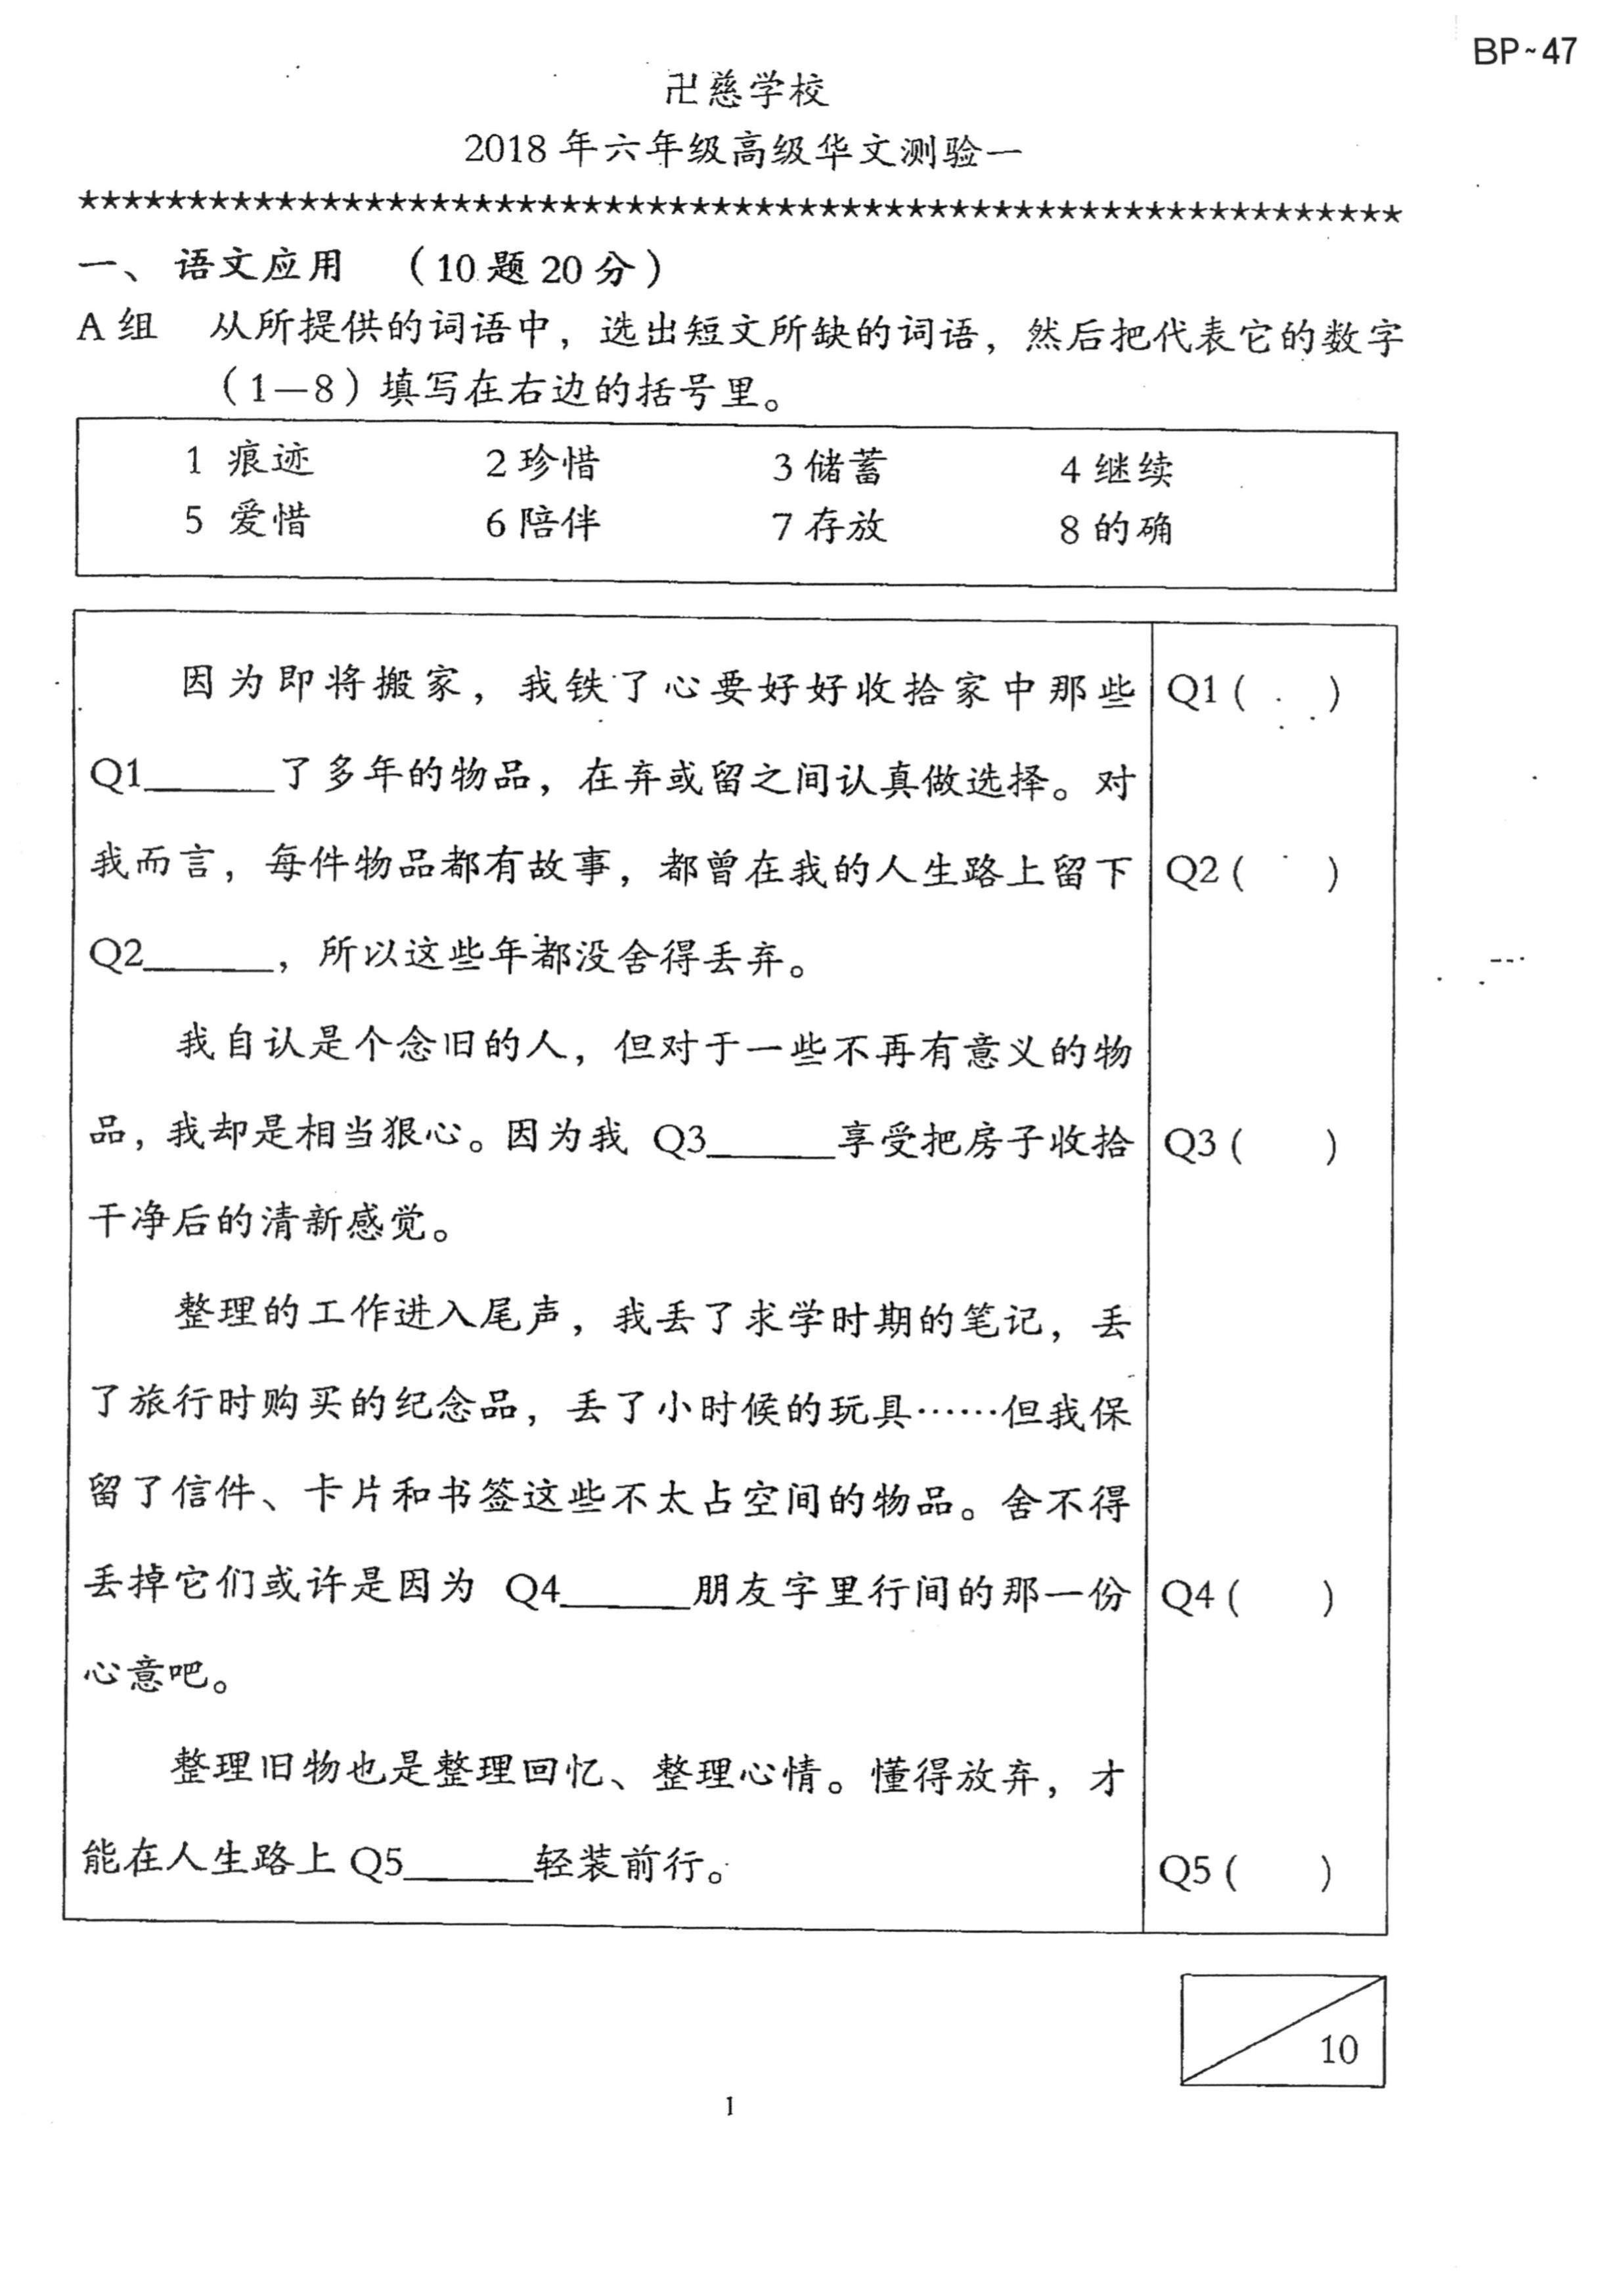 BP~47
卍慈学校
2018 年六年级高级华文测验一
************************************************************
一、 语文应用 （10 题 20 分）
A 组 从所提供的词语中，选出短文所缺的词语，然后把代表它的数字
（1—8）填写在右边的括号里。
1 痕迹 2 珍惜 3 储蓄 4 继续
5 爱惜 6 陪伴 7 存放 8 的确
因为即将搬家，我铁了心要好好收拾家中那些 Q1 ( )
Q1______了多年的物品，在弃或留之间认真做选择。对
我而言，每件物品都有故事，都曾在我的人生路上留下 Q2 ( )
Q2______，所以这些年都没舍得丢弃。
我自认是个念旧的人，但对于一些不再有意义的物
品，我却是相当狠心。因为我 Q3______享受把房子收拾 Q3 ( )
干净后的清新感觉。
整理的工作进入尾声，我丢了求学时期的笔记，丢
了旅行时购买的纪念品，丢了小时候的玩具……但我保
留了信件、卡片和书签这些不太占空间的物品。舍不得
丢掉它们或许是因为 Q4______朋友字里行间的那一份 Q4 ( )
心意吧。
整理旧物也是整理回忆、整理心情。懂得放弃，才
能在人生路上 Q5______轻装前行。 Q5 ( )
10
1